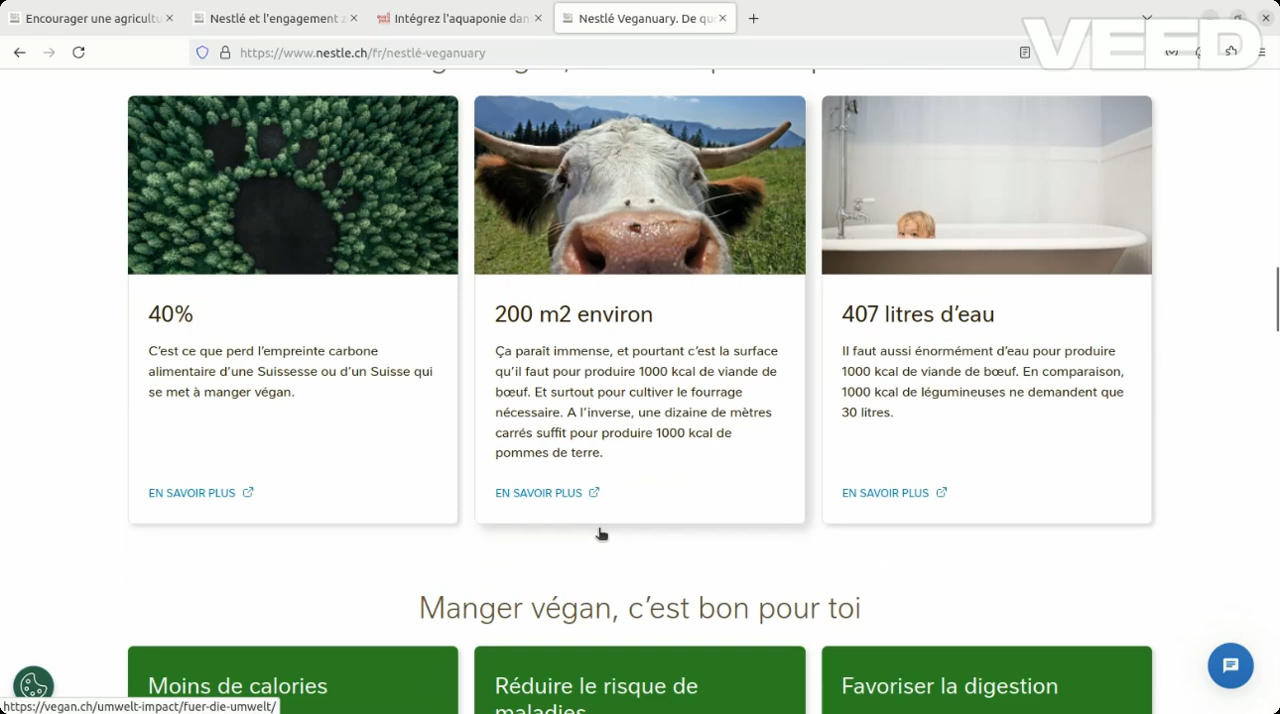 Encourager une agricultu
Nestlé et l'engagement z
Intégrez l'aquaponie dan
Nestlé Veganuary. De qu
VEED
https://www.nestle.ch/fr/nestlé-veganuary
40%
C'est ce que perd l'empreinte carbone
alimentaire d'une Suissesse ou d'un Suisse qui
se met à manger végan.
EN SAVOIR PLUS
200 m2 environ
Ça paraît immense, et pourtant c'est la surface
qu'il faut pour produire 1000 kcal de viande de
bœuf. Et surtout pour cultiver le fourrage
nécessaire. A l'inverse, une dizaine de mètres
carrés suffit pour produire 1000 kcal de
pommes de terre.
EN SAVOIR PLUS
407 litres d'eau
Il faut aussi énormément d'eau pour produire
1000 kcal de viande de bœuf. En comparaison,
1000 kcal de légumineuses ne demandent que
30 litres.
EN SAVOIR PLUS
Manger végan, c'est bon pour toi
Moins de calories
Réduire le risque de
maladies
Favoriser la digestion
https://vegan.ch/umwelt-impact/fuer-die-umwelt/